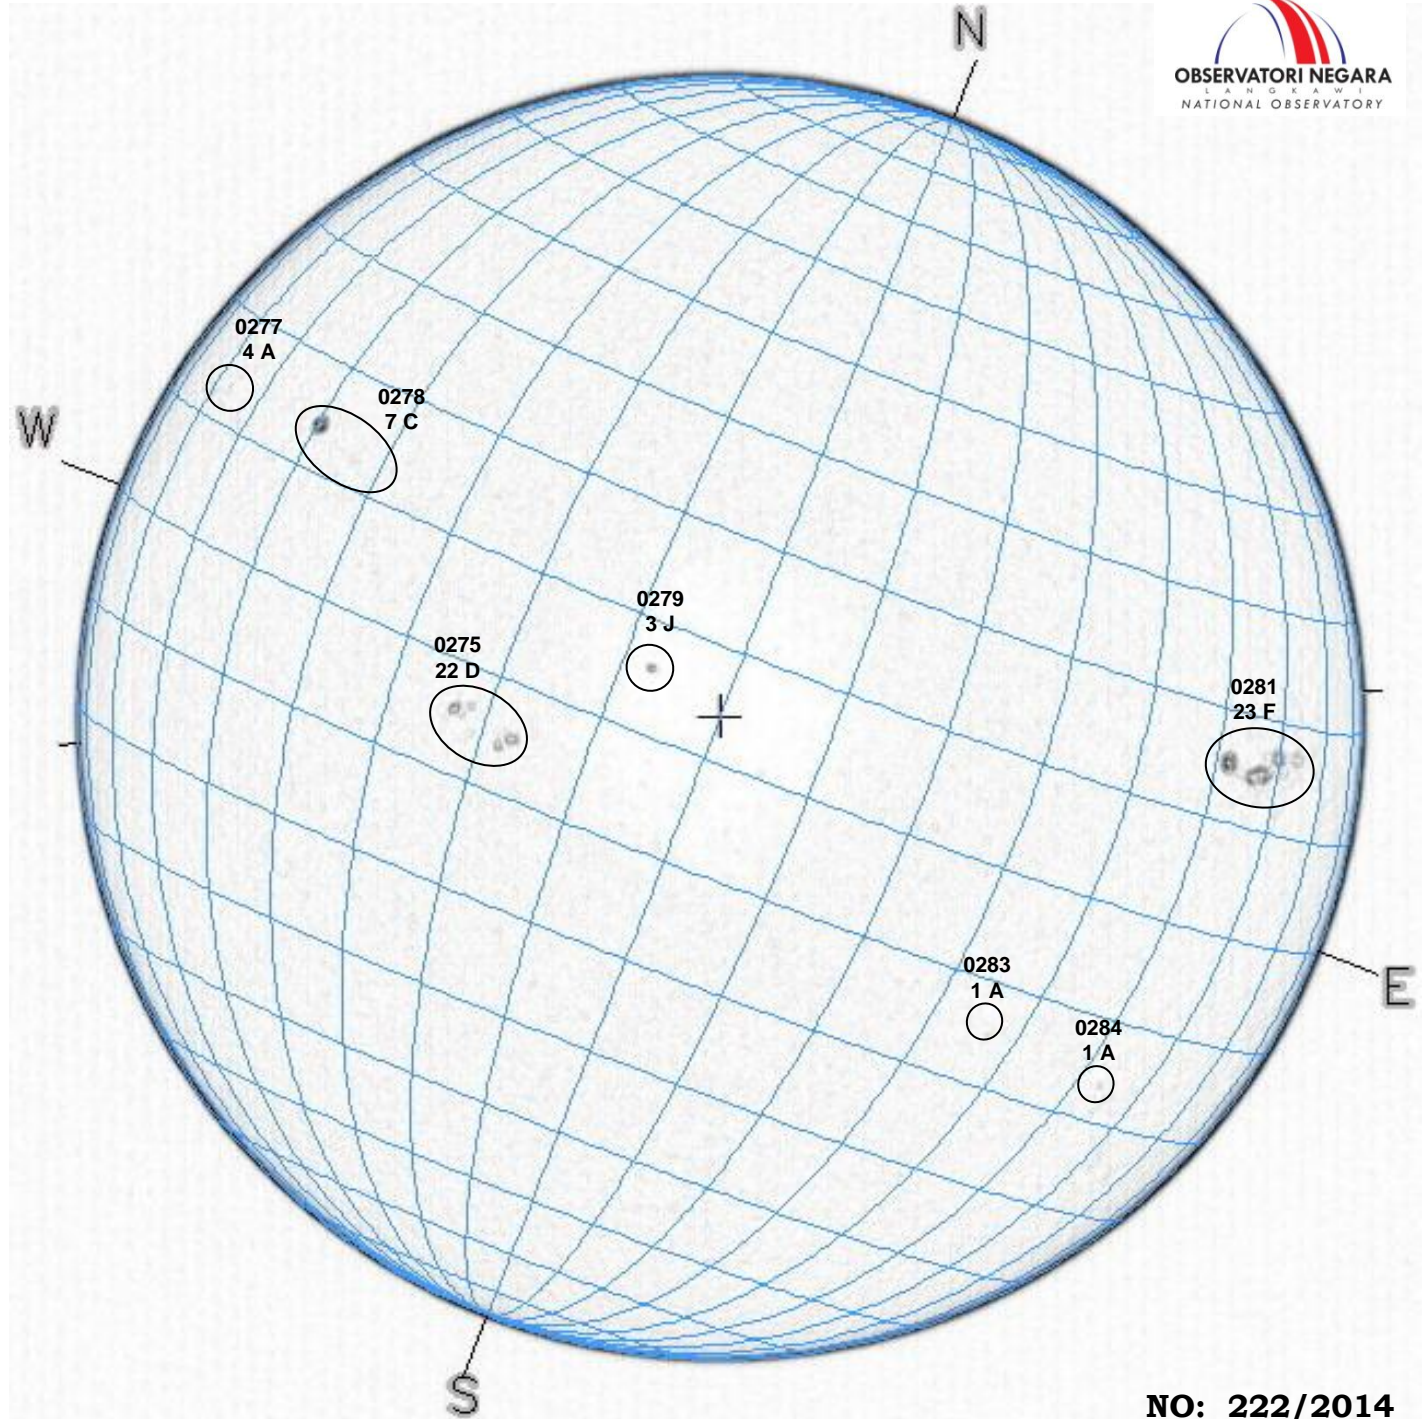 N
OBSERVATORI NEGARA
LANGKAWI
NATIONAL OBSERVATORY
0277
4 A
0278
7 C
W
0279
3 J
0275
22 D
0281
23 F
0283
1 A
E
0284
1 A
S
NO: 222/2014